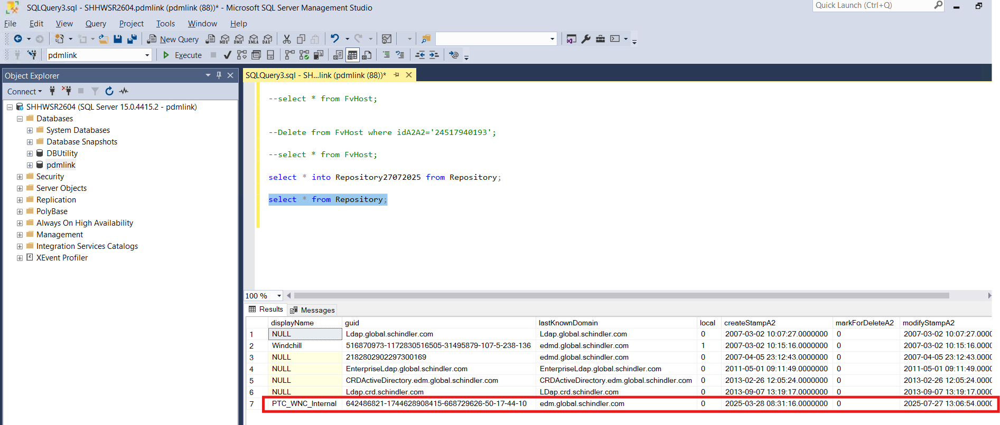 SQLQuery3.sql - SHHWSR2604.pdmlink (pdmlink (88))* - Microsoft SQL Server Management Studio
Quick Launch (Ctrl+Q)
File Edit View Query Project Tools Window Help
New Query MDX DMX XMLA DAX
pdmlink Execute
Object Explorer
SQLQuery3.sql - SH...link (pdmlink (88))*
Connect
SHHWSR2604 (SQL Server 15.0.4415.2 - pdmlink)
Databases
System Databases
Database Snapshots
DBUtility
pdmlink
Security
Server Objects
Replication
PolyBase
Always On High Availability
Management
Integration Services Catalogs
XEvent Profiler
--select * from FvHost;
--Delete from FvHost where idA2A2='24517940193';
--select * from FvHost;
select * into Repository27072025 from Repository;
select * from Repository;
100 %
Results Messages
displayName guid lastKnownDomain local createStampA2 markForDeleteA2 modifyStampA2
1 NULL Ldap.global.schindler.com Ldap.global.schindler.com 0 2007-03-02 10:07:27.0000000 0 2007-03-02 10:07:27.000
2 Windchill 516870973-1172830516505-31495879-107-5-238-136 edmd.global.schindler.com 1 2007-03-02 10:15:16.0000000 0 2007-03-02 10:15:16.000
3 NULL 2182802902297300169 edmd.global.schindler.com 0 2007-04-05 23:12:43.0000000 0 2007-04-05 23:12:43.000
4 NULL EnterpriseLdap.global.schindler.com EnterpriseLdap.global.schindler.com 0 2011-05-01 09:11:49.0000000 0 2011-05-01 09:11:49.000
5 NULL CRDActiveDirectory.edm.global.schindler.com CRDActiveDirectory.edm.global.schindler.com 0 2013-02-26 12:05:24.0000000 0 2013-02-26 12:05:24.000
6 NULL Ldap.crd.schindler.com LDap.crd.schindler.com 0 2013-09-07 13:19:17.0000000 0 2013-09-07 13:19:17.000
7 PTC_WNC_Internal 642486821-1744628908415-668729626-50-17-44-10 edm.global.schindler.com 0 2025-03-28 08:31:16.0000000 0 2025-07-27 13:06:54.000